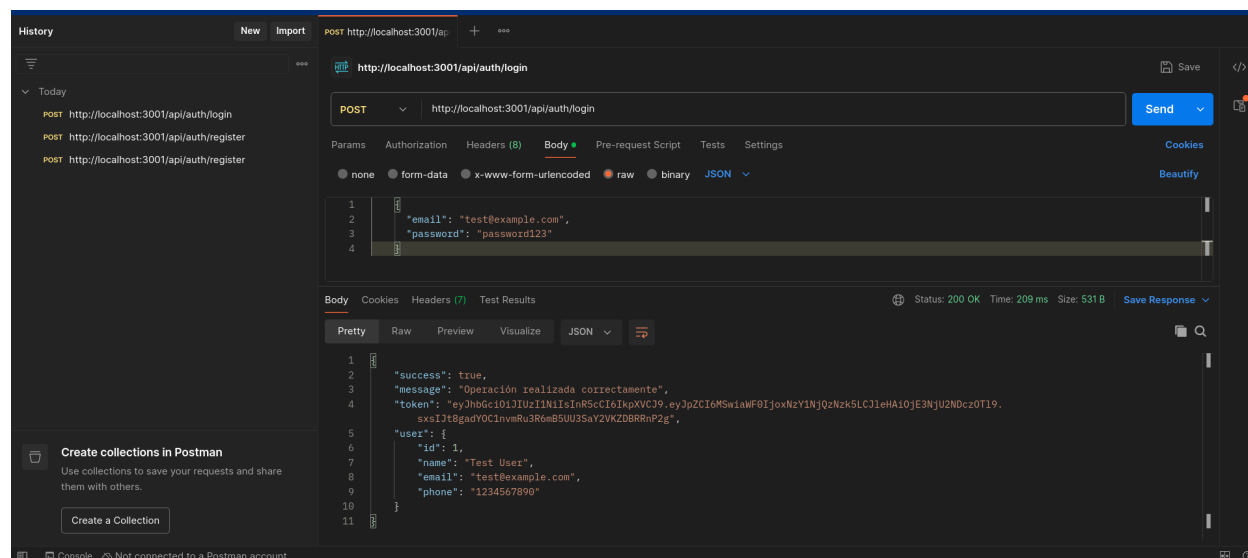 History New Import
POST http://localhost:3001/ap
Today
POST http://localhost:3001/api/auth/login
POST http://localhost:3001/api/auth/register
POST http://localhost:3001/api/auth/register
Create collections in Postman
Use collections to save your requests and share
them with others.
Create a Collection
HTTP http://localhost:3001/api/auth/login Save
POST http://localhost:3001/api/auth/login Send
Params Authorization Headers (8) Body Pre-request Script Tests Settings Cookies
none form-data x-www-form-urlencoded raw binary JSON Beautify
1 {
2 "email": "test@example.com",
3 "password": "password123"
4 }
Body Cookies Headers (7) Test Results Status: 200 OK Time: 209 ms Size: 531 B Save Response
Pretty Raw Preview Visualize JSON
1 {
2 "success": true,
3 "message": "Operación realizada correctamente",
4 "token": "eyJhbGciOiJIUzI1NiIsInR5cCI6IkpXVCJ9.eyJpZCI6MSwiaWF0IjoxNzY1NjQzNzk5LCJleHAiOjE3NjU2NDczOTl9.
sxsIJt8gadYOC1nvmRu3R6mB5UU3SaY2VKZDBRRnP2g",
5 "user": {
6 "id": 1,
7 "name": "Test User",
8 "email": "test@example.com",
9 "phone": "1234567890"
10 }
11 }
Console Not connected to a Postman account